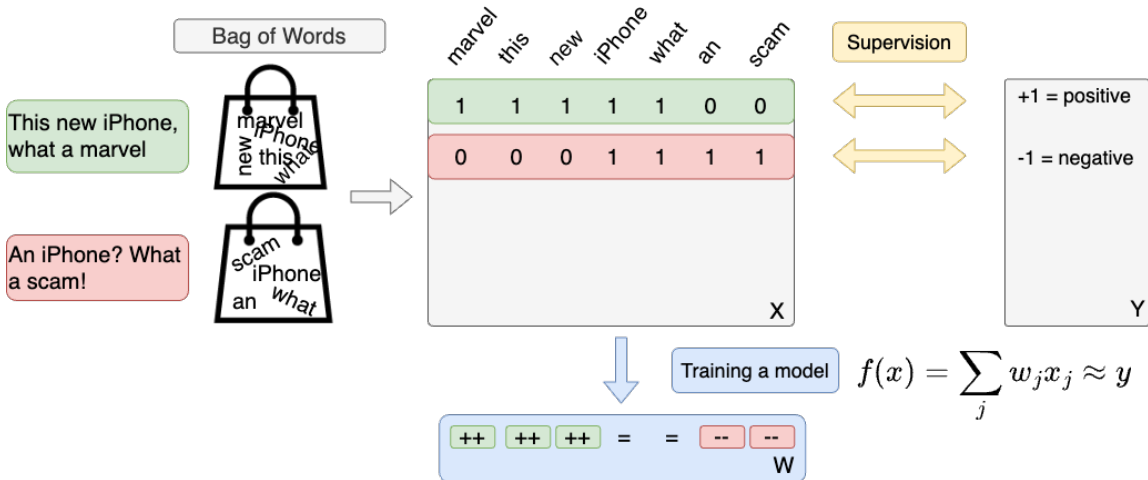 Bag of Words
marvel this new iPhone what an scam
Supervision
This new iPhone,
what a marvel
marvel
iPhone
new this
what
1 1 1 1 1 0 0
+1 = positive
0 0 0 1 1 1 1
-1 = negative
An iPhone? What
a scam!
scam
iPhone
an what
X
Y
Training a model
f(x) = ∑_j w_j x_j ≈ y
++ ++ ++ = = -- --
W